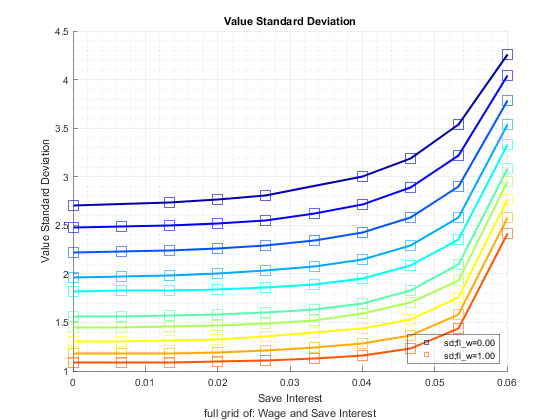 Value Standard Deviation
4.5
4
3.5
3
2.5
2
1.5
1
Value Standard Deviation
sd;fl_w=0.00
sd;fl_w=1.00
0 0.01 0.02 0.03 0.04 0.05 0.06
Save Interest
full grid of: Wage and Save Interest